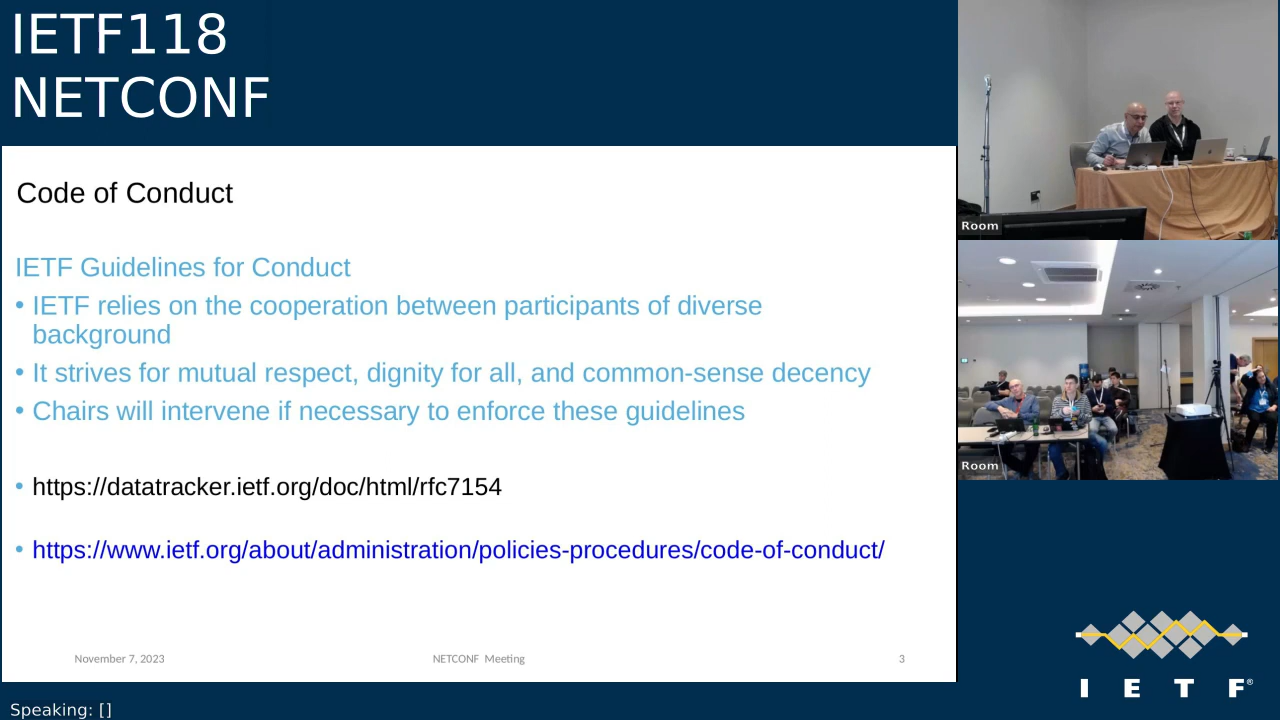 IETF118
NETCONF
Code of Conduct
IETF Guidelines for Conduct
• IETF relies on the cooperation between participants of diverse
background
• It strives for mutual respect, dignity for all, and common-sense decency
• Chairs will intervene if necessary to enforce these guidelines
• https://datatracker.ietf.org/doc/html/rfc7154
• https://www.ietf.org/about/administration/policies-procedures/code-of-conduct/
November 7, 2023
NETCONF Meeting
3
Room
Room
I E T F®
Speaking: []